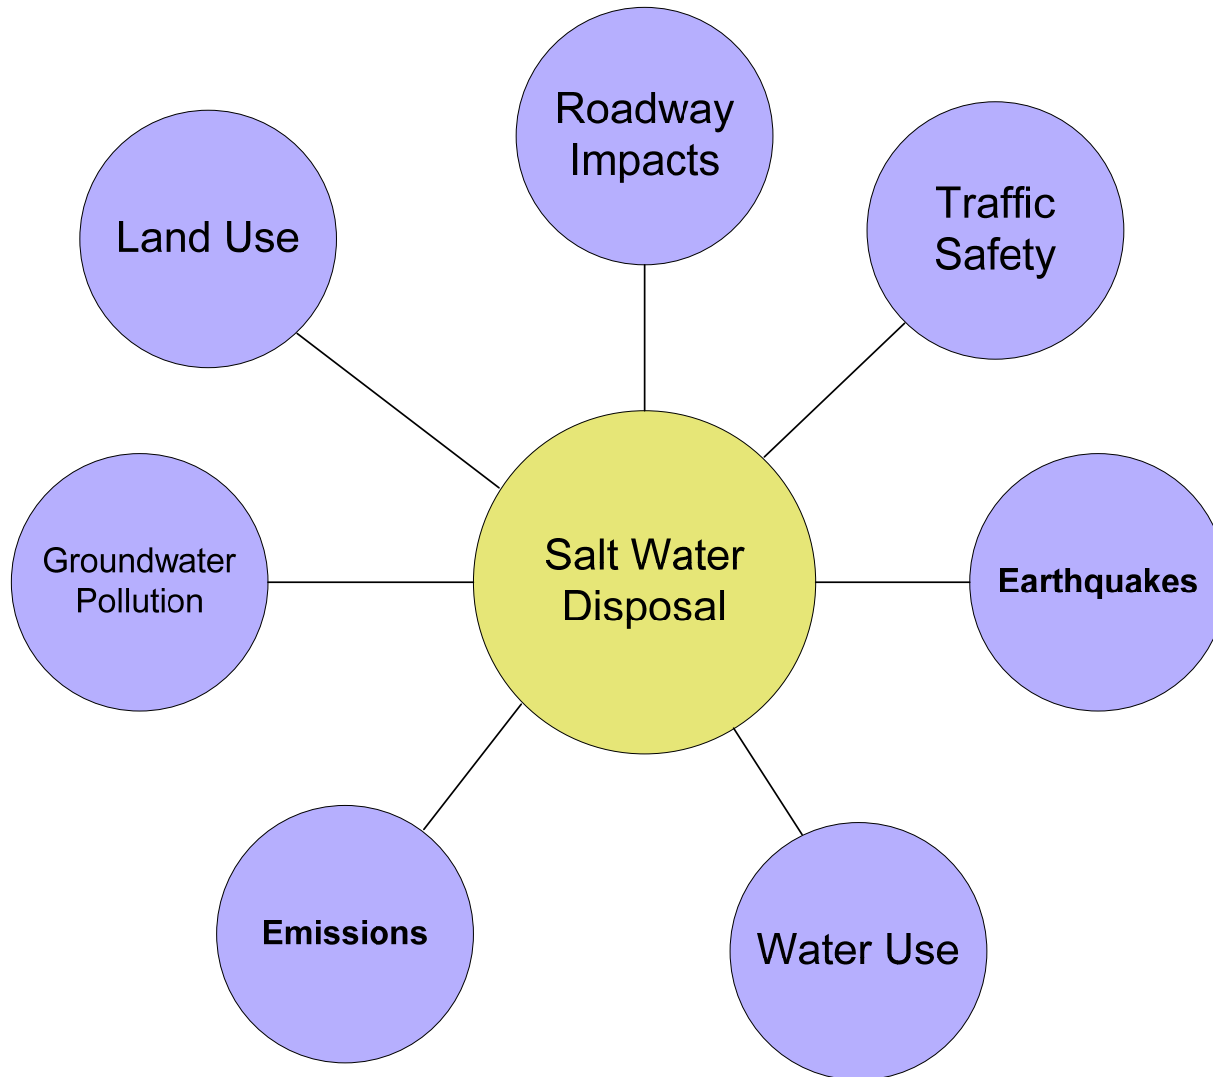 Roadway
Impacts
Traffic
Safety
Land Use
Salt Water
Disposal
Groundwater
Pollution
Earthquakes
Emissions
Water Use